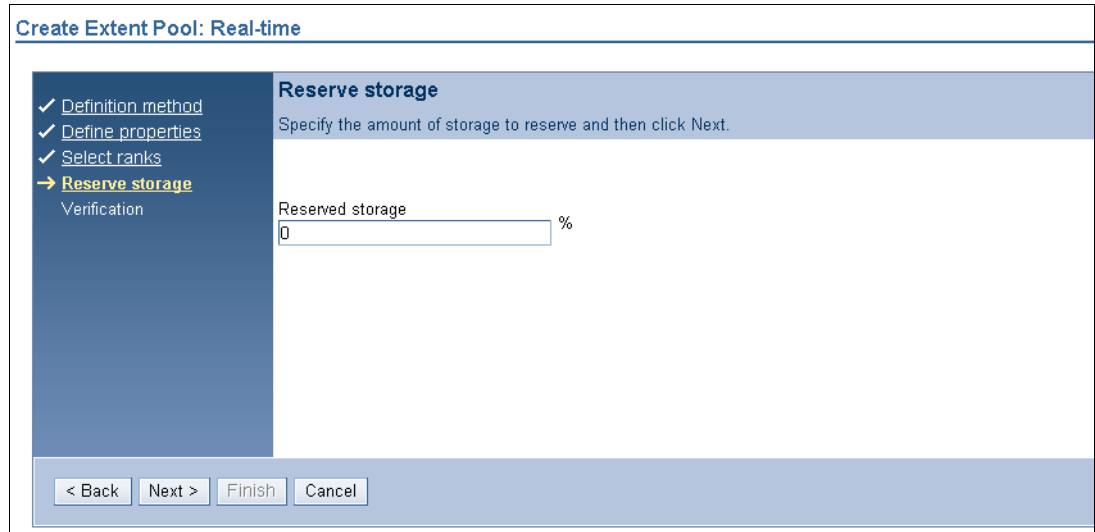 Create Extent Pool: Real-time
Definition method
Define properties
Select ranks
Reserve storage
Verification
Reserve storage
Specify the amount of storage to reserve and then click Next.
Reserved storage
0
%
< Back
Next >
Finish
Cancel